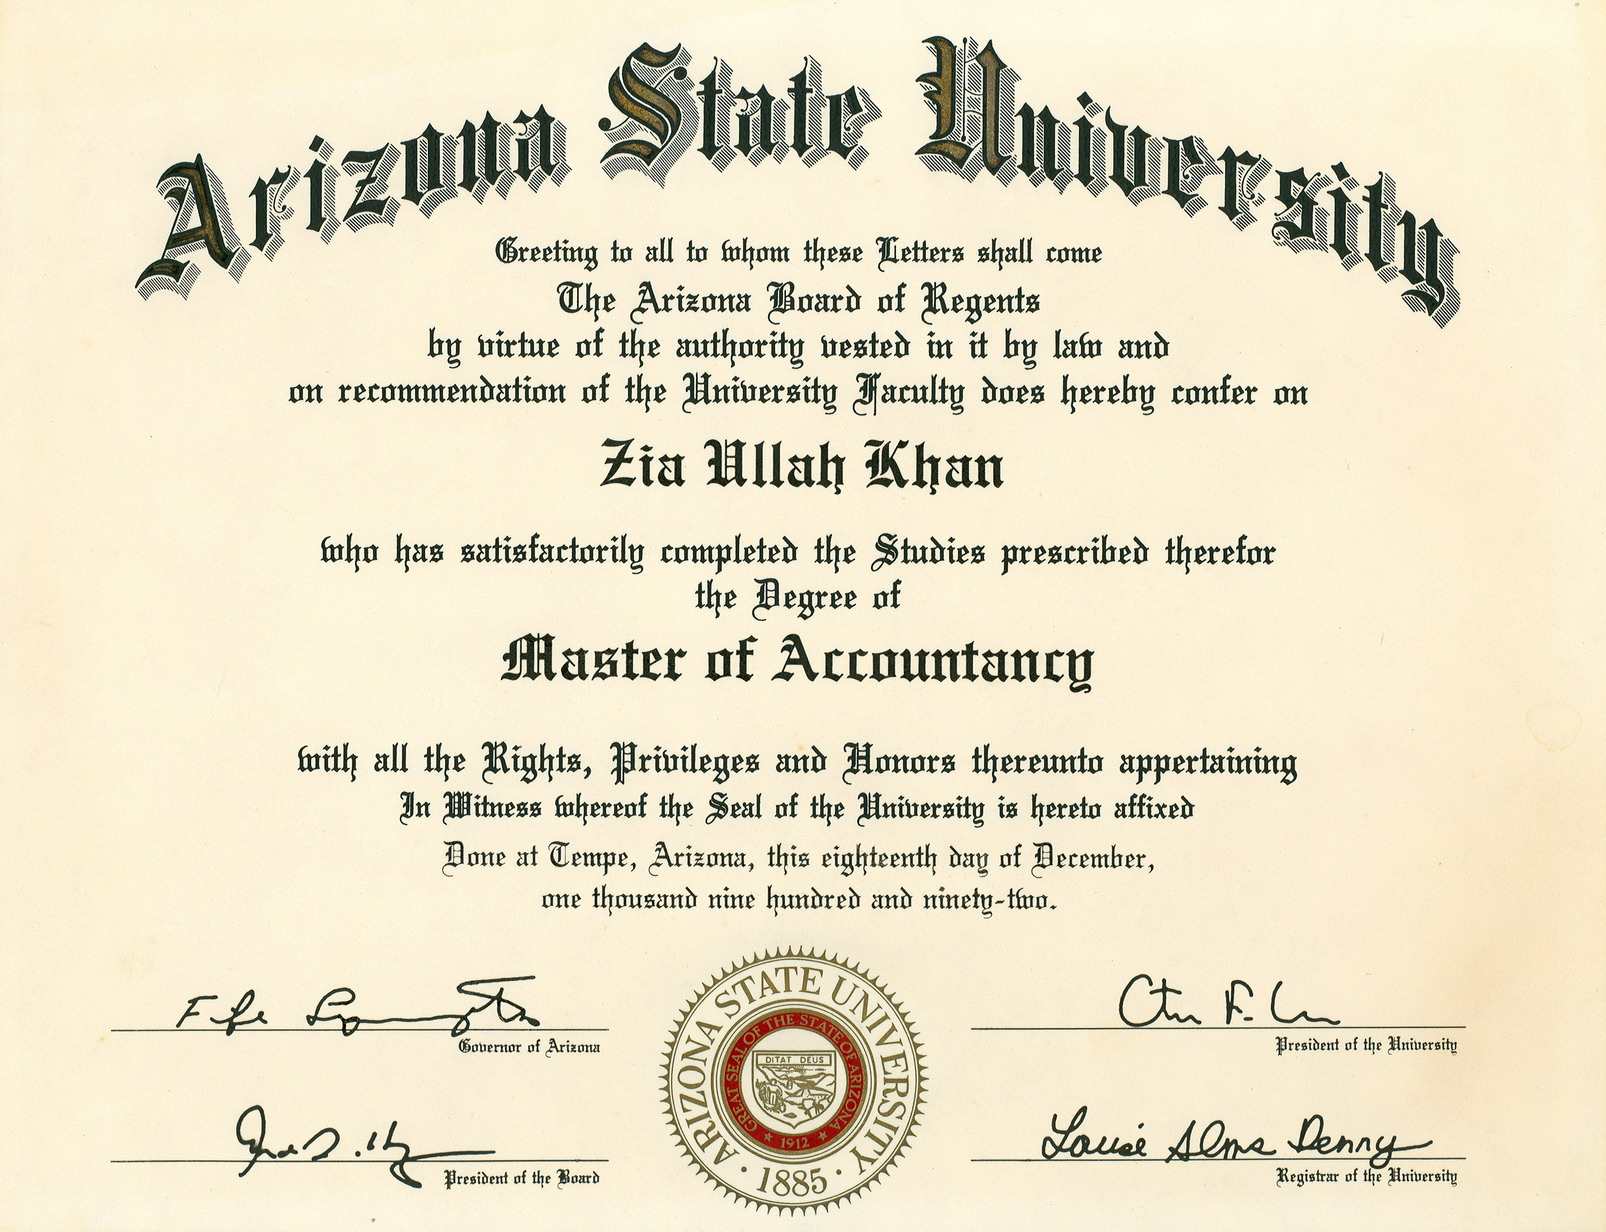 Arizona State University
Greeting to all to whom these Letters shall come
The Arizona Board of Regents
by virtue of the authority vested in it by law and
on recommendation of the University Faculty does hereby confer on
Zia Ullah Khan
who has satisfactorily completed the Studies prescribed therefor
the Degree of
Master of Accountancy
with all the Rights, Privileges and Honors thereunto appertaining
In Witness whereof the Seal of the University is hereto affixed
Done at Tempe, Arizona, this eighteenth day of December,
one thousand nine hundred and ninety-two.
Governor of Arizona
President of the University
Louise Alma Denny
President of the Board
Registrar of the University
ARIZONA STATE UNIVERSITY
1885
GREAT SEAL OF THE STATE OF ARIZONA
1912
DITAT DEUS